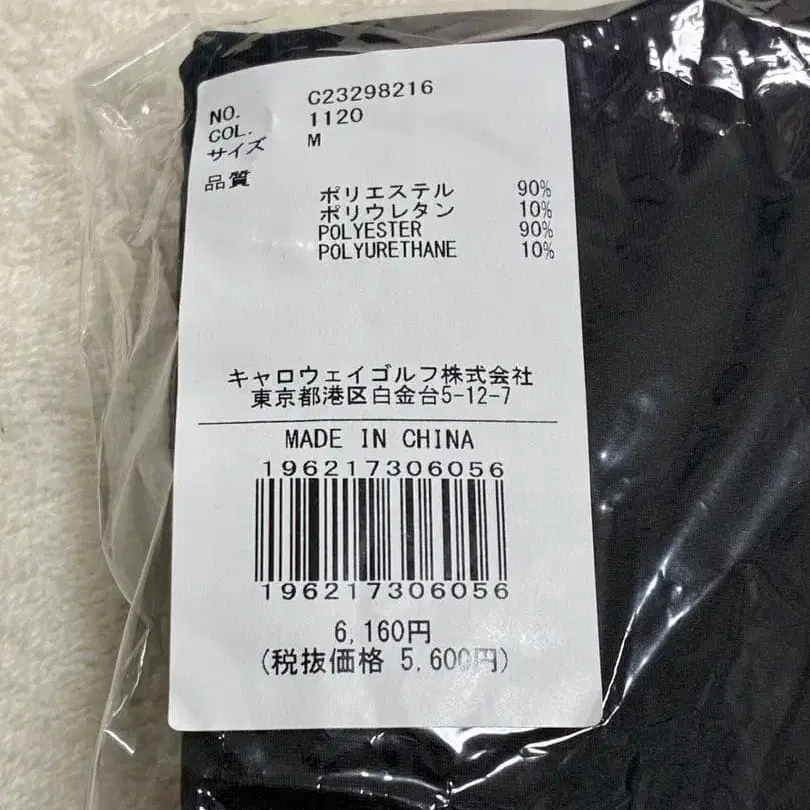 NO. C23298216
COL. 1120
サイズ M
品質
ポリエステル 90%
ポリウレタン 10%
POLYESTER 90%
POLYURETHANE 10%
キャロウェイゴルフ株式会社
東京都港区白金台5-12-7
MADE IN CHINA
196217306056
196217306056
6,160円
(税抜価格 5,600円)